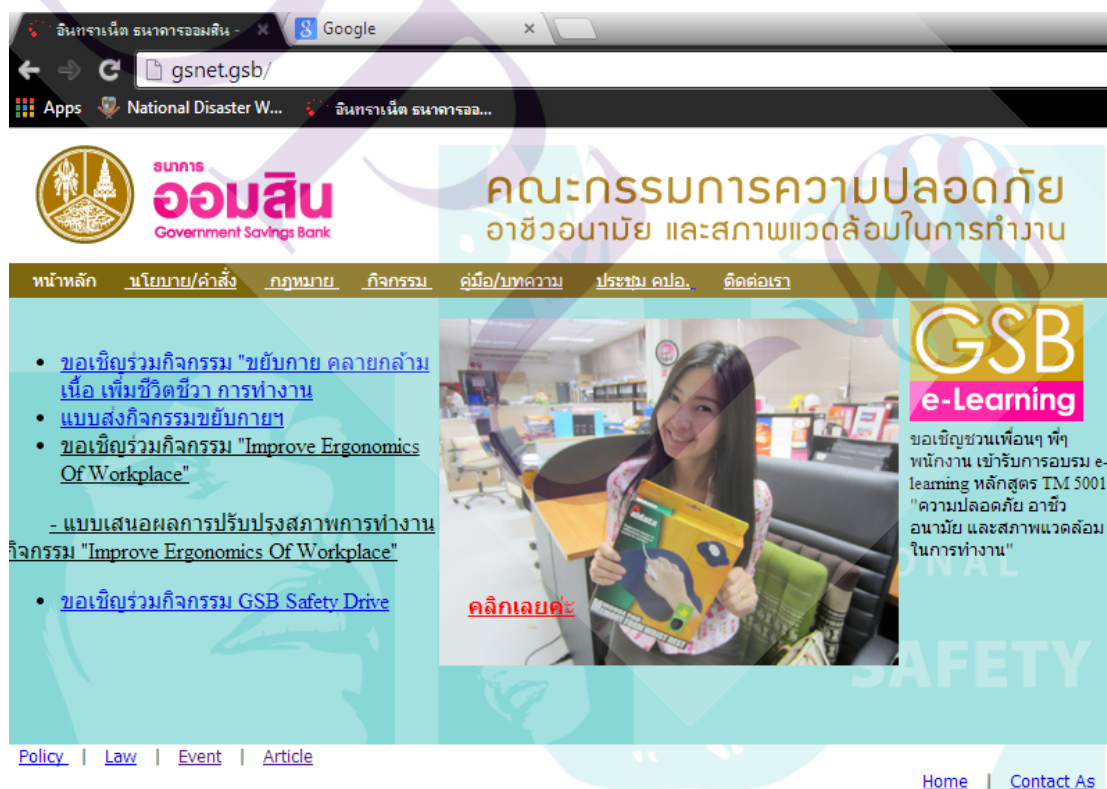 อินทราเน็ต ธนาคารออมสิน -
Google
gsnet.gsb/
Apps
National Disaster W...
อินทราเน็ต ธนาคารออ...
ธนาคาร
ออมสิน
Government Savings Bank
คณะกรรมการความปลอดภัย
อาชีวอนามัย และสภาพแวดล้อมในการทำงาน
หน้าหลัก นโยบาย/คำสั่ง กฎหมาย กิจกรรม คู่มือ/บทความ ประชุม คปอ. ติดต่อเรา
ขอเชิญร่วมกิจกรรม "ขยับกาย คลายกล้าม
เนื้อ เพิ่มชีวิตชีวา การทำงาน
แบบส่งกิจกรรมขยับกายฯ
ขอเชิญร่วมกิจกรรม "Improve Ergonomics
Of Workplace"
- แบบเสนอผลการปรับปรุงสภาพการทำงาน
กิจกรรม "Improve Ergonomics Of Workplace"
ขอเชิญร่วมกิจกรรม GSB Safety Drive
Aidata
คลิกเลยค่ะ
GSB
e-Learning
ขอเชิญชวนเพื่อนๆ พี่ๆ
พนักงาน เข้ารับการอบรม e-
learning หลักสูตร TM 5001
"ความปลอดภัย อาชีว
อนามัย และสภาพแวดล้อม
ในการทำงาน"
ONAL
SAFETY
Policy | Law | Event | Article
Home | Contact As